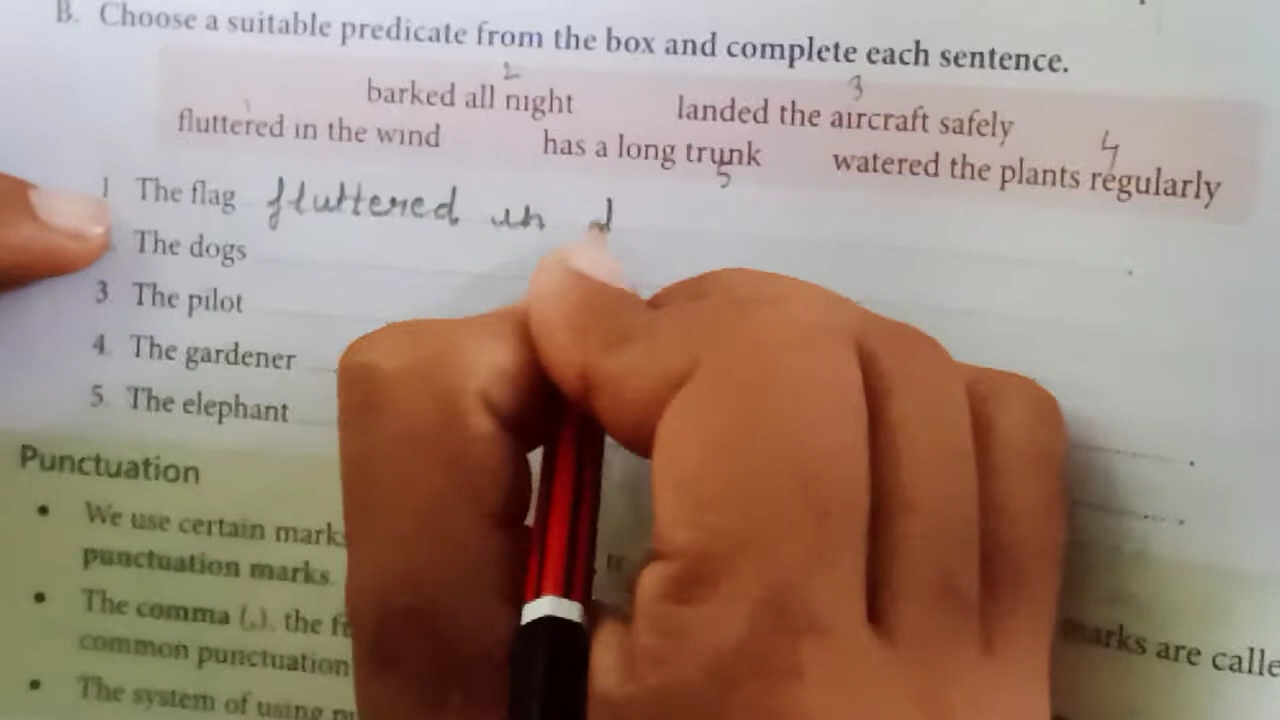 B. Choose a suitable predicate from the box and complete each sentence.
2 3
barked all night landed the aircraft safely
1 4
fluttered in the wind has a long trunk watered the plants regularly
5
1 The flag fluttered in
The dogs
3. The pilot
4. The gardener
5. The elephant
Punctuation
• We use certain marks
punctuation marks.
• The comma (,), the
common punctuation marks are calle
• The system of using